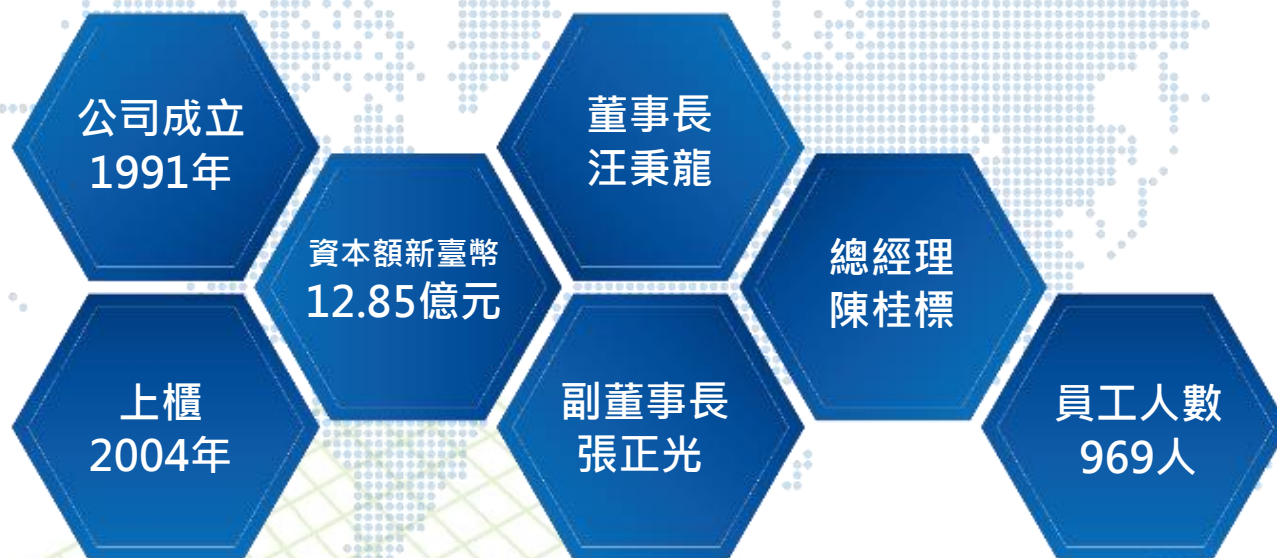 公司成立
1991年
董事長
汪秉龍
資本額新臺幣
12.85億元
總經理
陳桂標
上櫃
2004年
副董事長
張正光
員工人數
969人